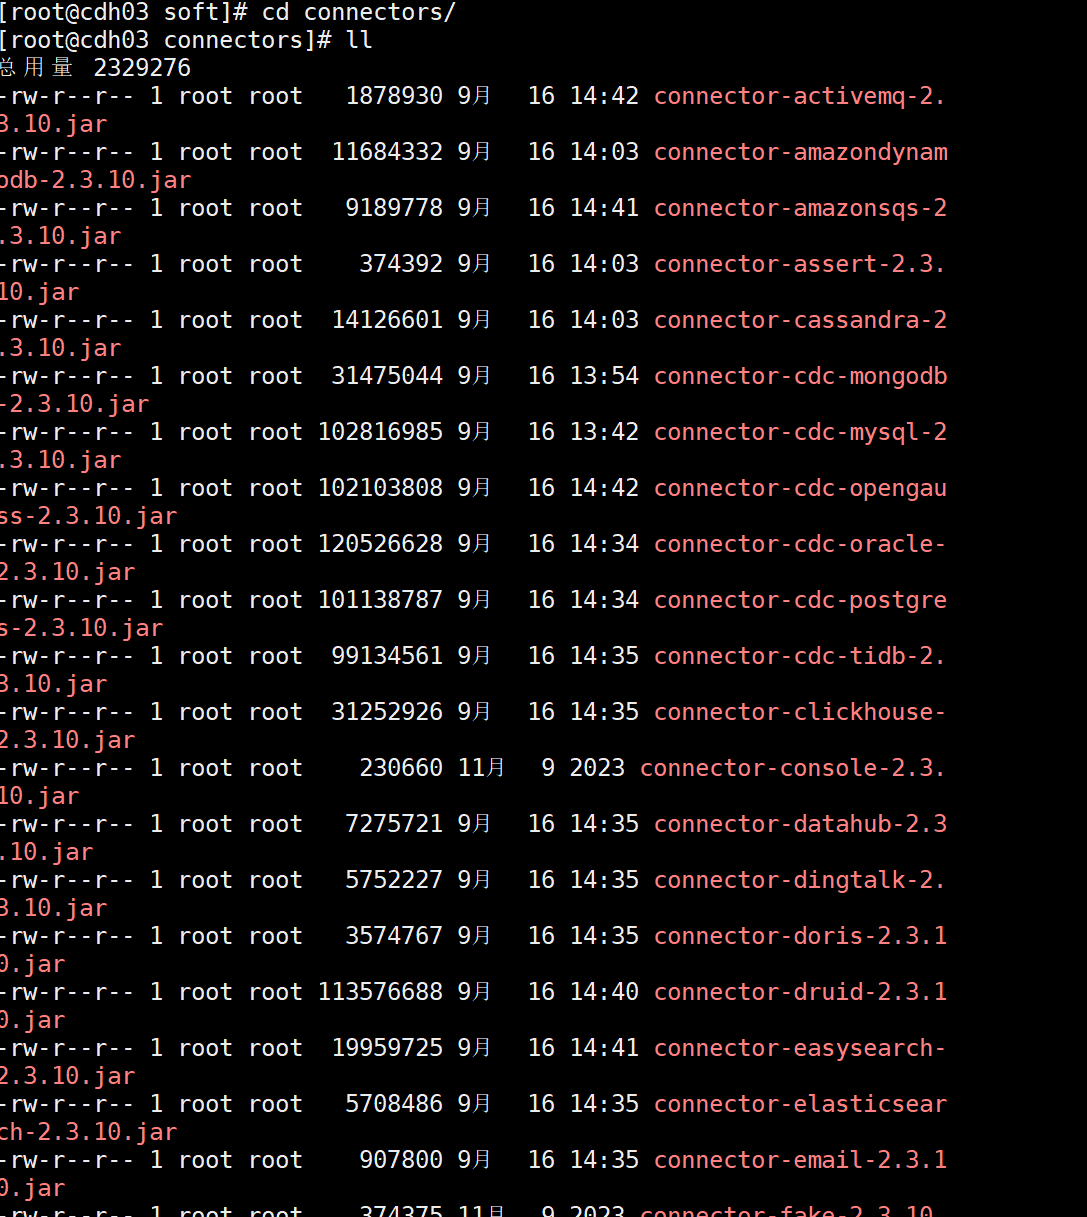 [root@cdh03 soft]# cd connectors/
[root@cdh03 connectors]# ll
总用量 2329276
-rw-r--r-- 1 root root   1878930 9月   16 14:42 connector-activemq-2.
3.10.jar
-rw-r--r-- 1 root root  11684332 9月   16 14:03 connector-amazondynam
odb-2.3.10.jar
-rw-r--r-- 1 root root   9189778 9月   16 14:41 connector-amazonsqs-2
.3.10.jar
-rw-r--r-- 1 root root    374392 9月   16 14:03 connector-assert-2.3.
10.jar
-rw-r--r-- 1 root root  14126601 9月   16 14:03 connector-cassandra-2
.3.10.jar
-rw-r--r-- 1 root root  31475044 9月   16 13:54 connector-cdc-mongodb
-2.3.10.jar
-rw-r--r-- 1 root root 102816985 9月   16 13:42 connector-cdc-mysql-2
.3.10.jar
-rw-r--r-- 1 root root 102103808 9月   16 14:42 connector-cdc-opengau
ss-2.3.10.jar
-rw-r--r-- 1 root root 120526628 9月   16 14:34 connector-cdc-oracle-
2.3.10.jar
-rw-r--r-- 1 root root 101138787 9月   16 14:34 connector-cdc-postgre
s-2.3.10.jar
-rw-r--r-- 1 root root  99134561 9月   16 14:35 connector-cdc-tidb-2.
3.10.jar
-rw-r--r-- 1 root root  31252926 9月   16 14:35 connector-clickhouse-
2.3.10.jar
-rw-r--r-- 1 root root    230660 11月   9 2023 connector-console-2.3.
10.jar
-rw-r--r-- 1 root root   7275721 9月   16 14:35 connector-datahub-2.3
.10.jar
-rw-r--r-- 1 root root   5752227 9月   16 14:35 connector-dingtalk-2.
3.10.jar
-rw-r--r-- 1 root root   3574767 9月   16 14:35 connector-doris-2.3.1
0.jar
-rw-r--r-- 1 root root 113576688 9月   16 14:40 connector-druid-2.3.1
0.jar
-rw-r--r-- 1 root root  19959725 9月   16 14:41 connector-easysearch-
2.3.10.jar
-rw-r--r-- 1 root root   5708486 9月   16 14:35 connector-elasticsear
ch-2.3.10.jar
-rw-r--r-- 1 root root    907800 9月   16 14:35 connector-email-2.3.1
0.jar
-rw-r--r-- 1 root root    374375 11月   9 2023 connector-fake-2.3.10.